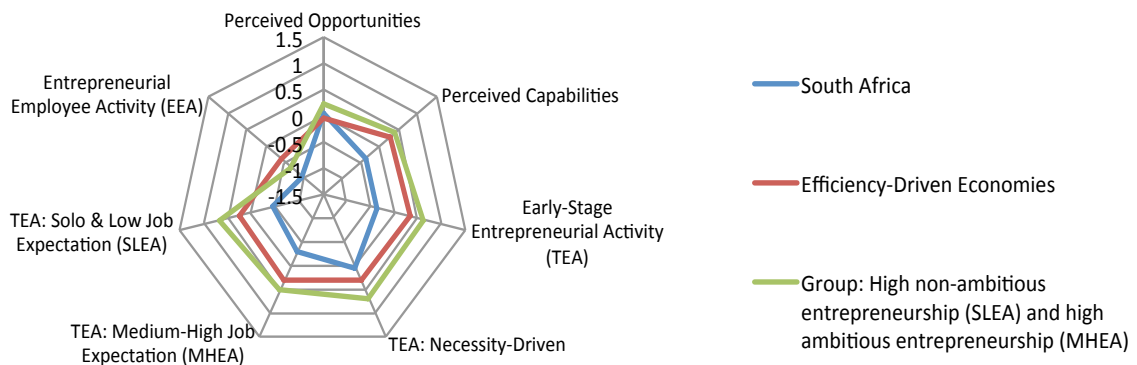 Perceived Opportunities
1.5
1
0.5
0
-0.5
-1
-1.5
Perceived Capabilities
Early-Stage
Entrepreneurial Activity
(TEA)
TEA: Necessity-Driven
TEA: Medium-High Job
Expectation (MHEA)
TEA: Solo & Low Job
Expectation (SLEA)
Entrepreneurial
Employee Activity (EEA)
South Africa
Efficiency-Driven Economies
Group: High non-ambitious
entrepreneurship (SLEA) and high
ambitious entrepreneurship (MHEA)